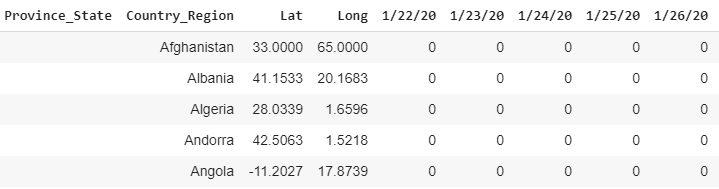 Province_State Country_Region Lat Long 1/22/20 1/23/20 1/24/20 1/25/20 1/26/20
Afghanistan 33.0000 65.0000 0 0 0 0 0
Albania 41.1533 20.1683 0 0 0 0 0
Algeria 28.0339 1.6596 0 0 0 0 0
Andorra 42.5063 1.5218 0 0 0 0 0
Angola -11.2027 17.8739 0 0 0 0 0